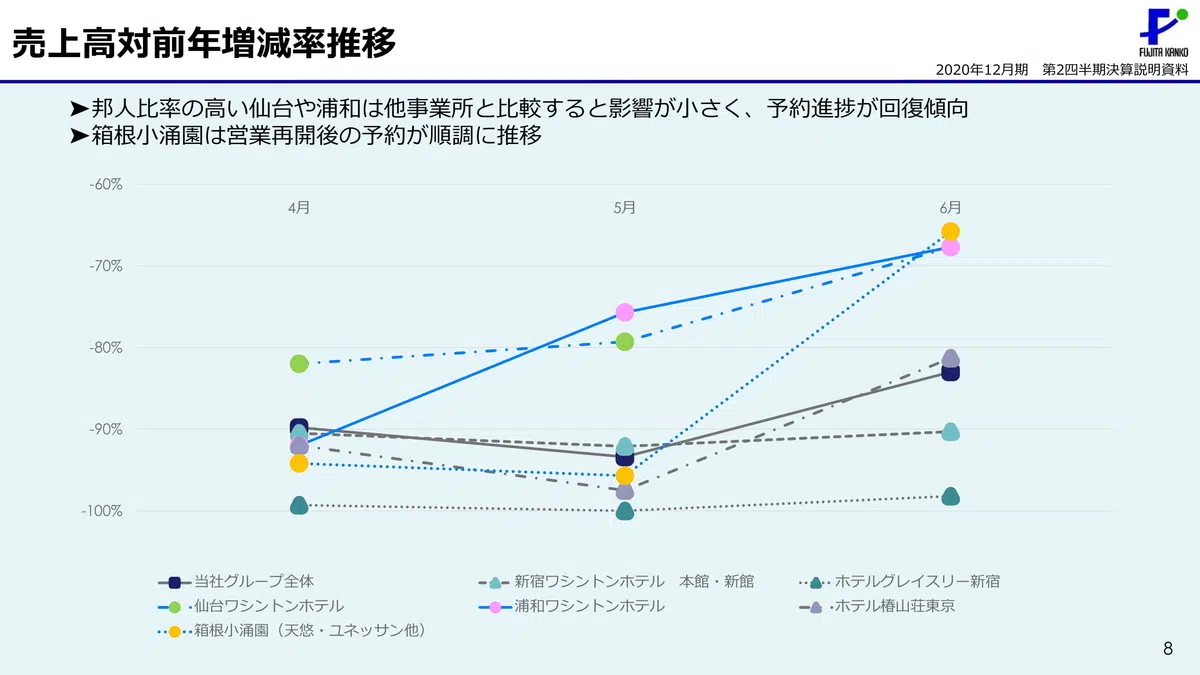 売上高対前年増減率推移
FUJITA KANKO
2020年12月期　第2四半期決算説明資料
➤邦人比率の高い仙台や浦和は他事業所と比較すると影響が小さく、予約進捗が回復傾向
➤箱根小涌園は営業再開後の予約が順調に推移
-60%
4月 5月 6月
-70%
-80%
-90%
-100%
当社グループ全体 新宿ワシントンホテル　本館・新館 ホテルグレイスリー新宿
仙台ワシントンホテル 浦和ワシントンホテル ホテル椿山荘東京
箱根小涌園（天悠・ユネッサン他）
8